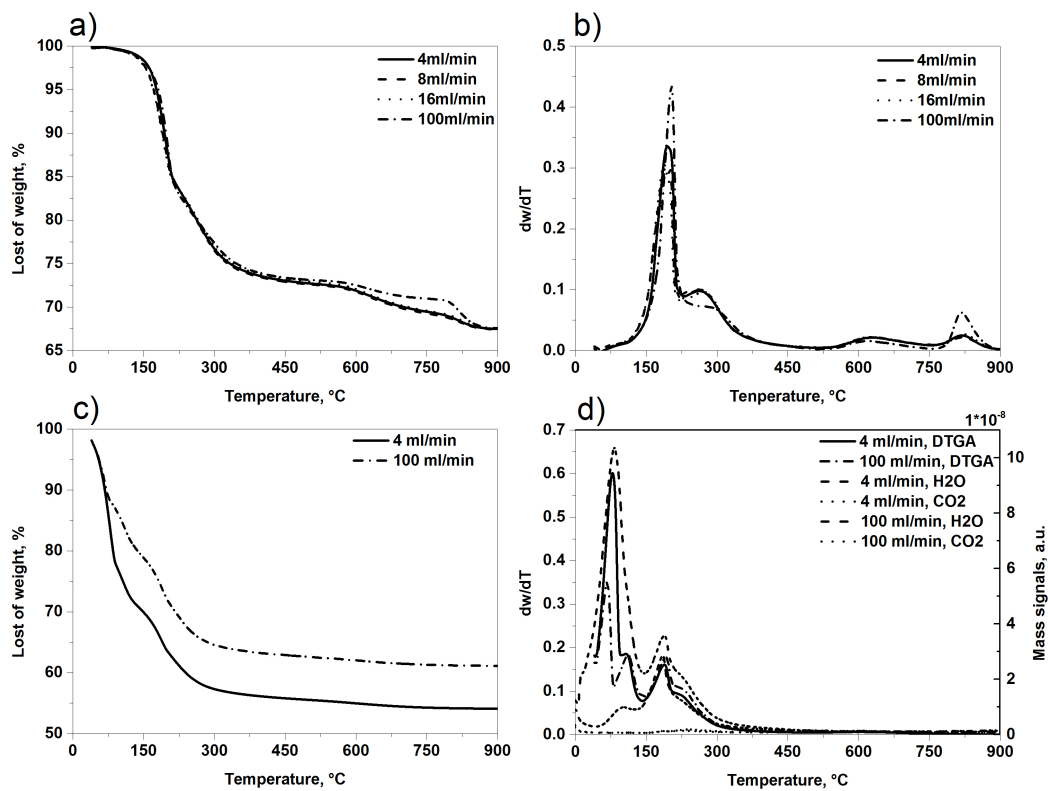 a)
100
95
90
85
80
75
70
65
0
150
300
450
600
750
900
Lost of weight, %
Temperature, °C
4ml/min
8ml/min
16ml/min
100ml/min
b)
0.5
0.4
0.3
0.2
0.1
0.0
0
150
300
450
600
750
900
dw/dT
Tenperature, °C
4ml/min
8ml/min
16ml/min
100ml/min
c)
100
90
80
70
60
50
0
150
300
450
600
750
900
Lost of weight, %
Temperature, °C
4 ml/min
100 ml/min
d)
1*10⁻⁸
0.7
0.6
0.5
0.4
0.3
0.2
0.1
0.0
10
8
6
4
2
0
0
150
300
450
600
750
900
dw/dT
Mass signals, a.u.
Temperature, °C
4 ml/min, DTGA
100 ml/min, DTGA
4 ml/min, H2O
4 ml/min, CO2
100 ml/min, H2O
100 ml/min, CO2